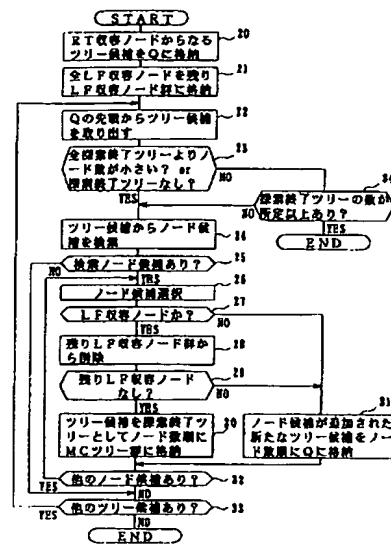 START
RT収容ノードからなる
ツリー候補をQに格納
20
全LF収容ノードを残り
LF収容ノード群に格納
21
Qの先頭からツリー候補
を取り出す
22
全探索終了ツリーよりノ
ード数が小さい? or
探索終了ツリーなし?
23
NO
YES
探索終了ツリーの数が
所定以上あり?
34
NO
YES
END
ツリー候補からノード候
補を検索
24
検索ノード候補あり?
25
NO
YES
ノード候補選択
26
LF収容ノードか?
27
NO
YES
残りLF収容ノード群から
削除
28
残りLF収容ノード
なし?
29
NO
YES
ツリー候補を探索終了ツ
リーとしてノード数順に
MCツリー群に格納
30
ノード候補が追加された
新たなツリー候補をノー
ド数順にQに格納
31
他のノード候補あり?
32
YES
NO
他のツリー候補あり?
33
YES
NO
END